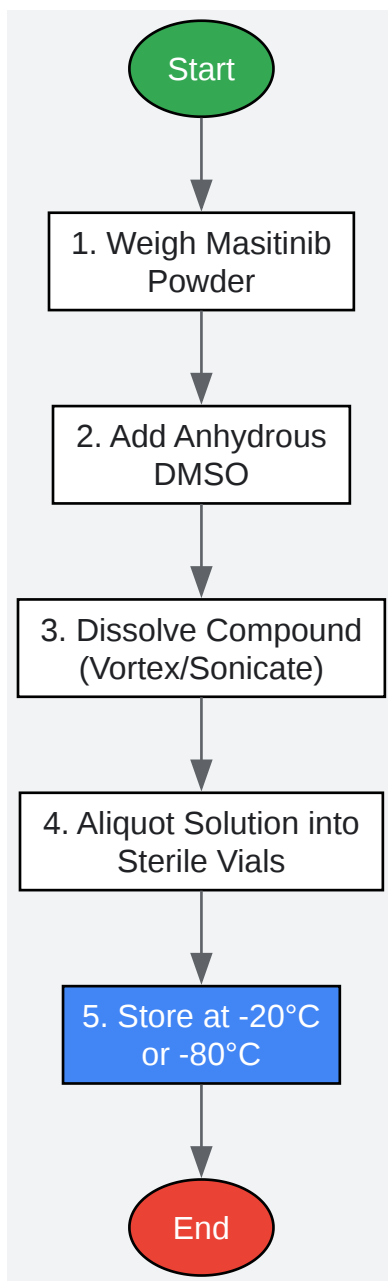 Start
1. Weigh Masitinib
Powder
2. Add Anhydrous
DMSO
3. Dissolve Compound
(Vortex/Sonicate)
4. Aliquot Solution into
Sterile Vials
5. Store at -20°C
or -80°C
End